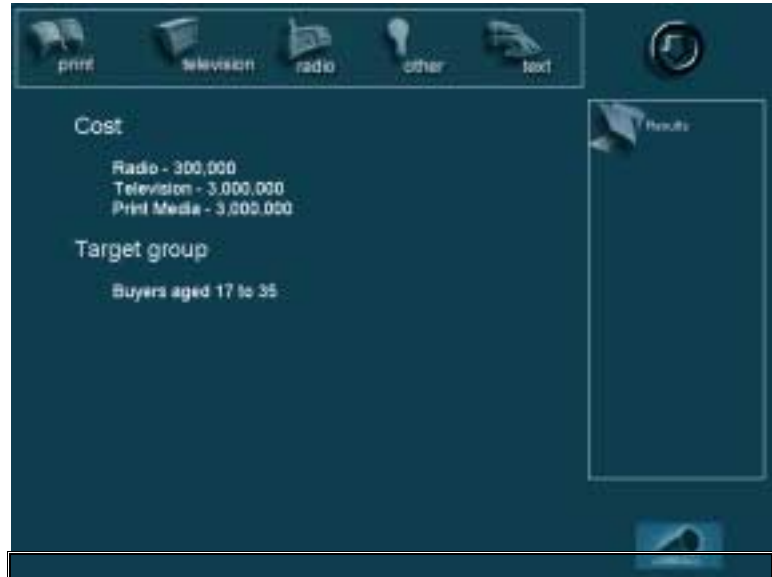 print television radio other text
Results
Cost
Radio - 300,000
Television - 3,000,000
Print Media - 3,000,000
Target group
Buyers aged 17 to 35